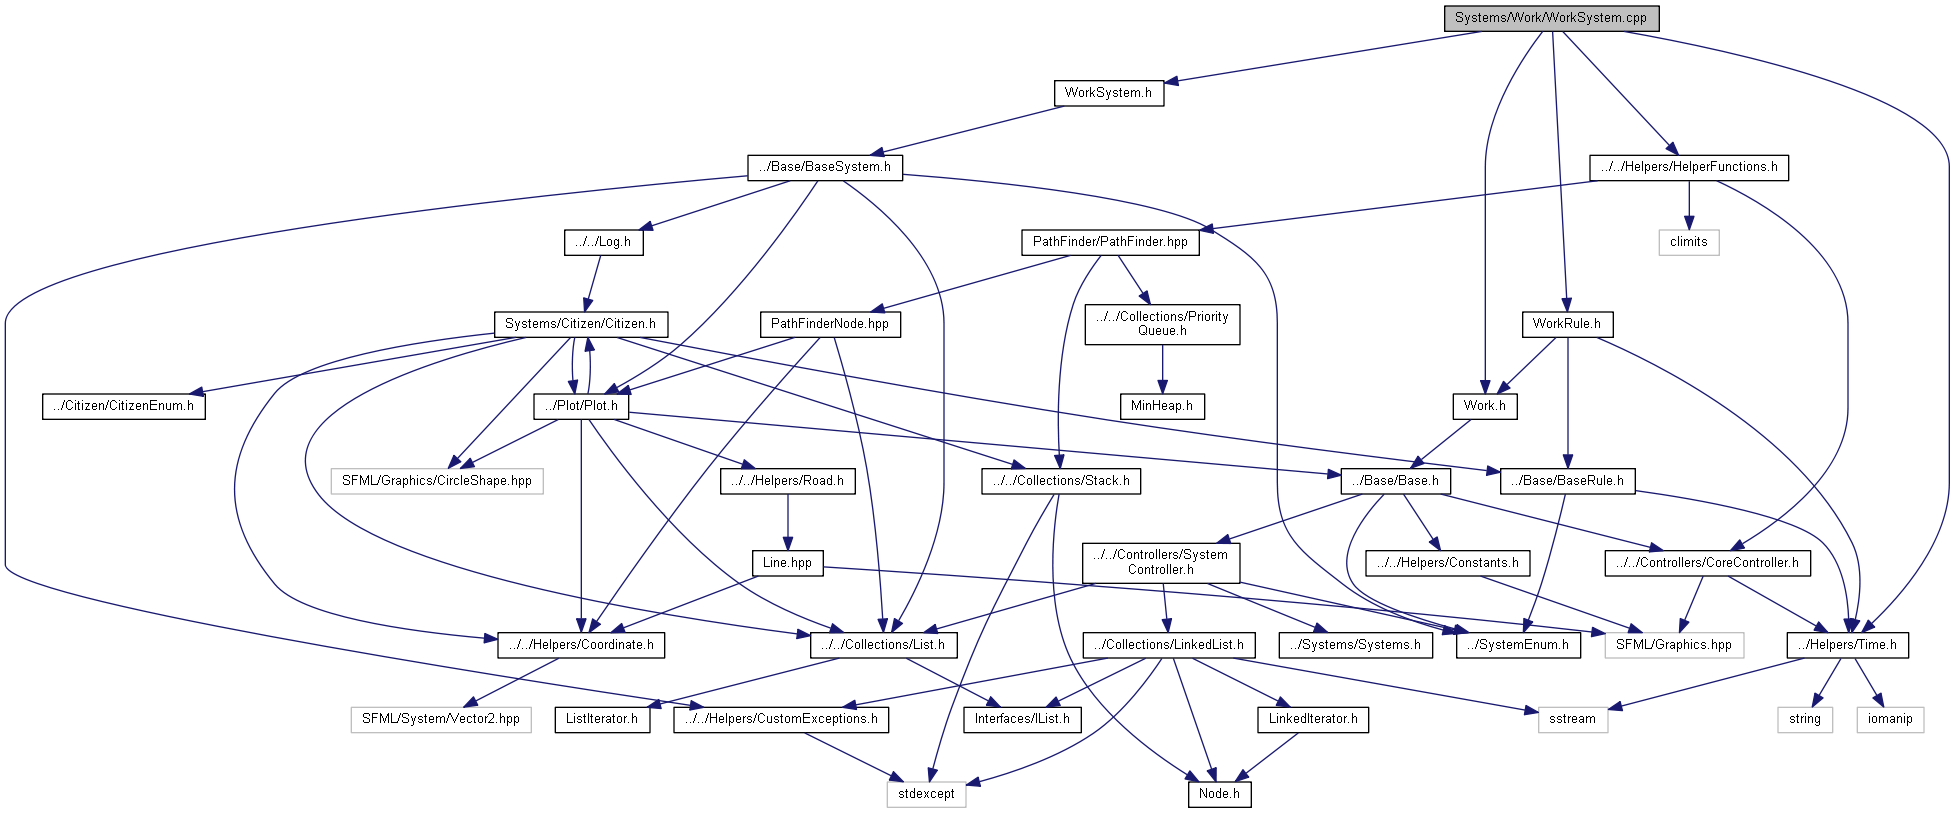 Systems/Work/WorkSystem.cpp
WorkSystem.h
../Base/BaseSystem.h
../../Helpers/HelperFunctions.h
../../Log.h
PathFinder/PathFinder.hpp
climits
Systems/Citizen/Citizen.h
PathFinderNode.hpp
../../Collections/Priority
Queue.h
WorkRule.h
../Citizen/CitizenEnum.h
../Plot/Plot.h
MinHeap.h
Work.h
SFML/Graphics/CircleShape.hpp
../../Helpers/Road.h
../../Collections/Stack.h
../Base/Base.h
../Base/BaseRule.h
Line.hpp
../../Controllers/System
Controller.h
../../Helpers/Constants.h
../../Controllers/CoreController.h
../../Helpers/Coordinate.h
../../Collections/List.h
../Collections/LinkedList.h
../Systems/Systems.h
../SystemEnum.h
SFML/Graphics.hpp
../Helpers/Time.h
SFML/System/Vector2.hpp
ListIterator.h
../../Helpers/CustomExceptions.h
Interfaces/IList.h
LinkedIterator.h
sstream
string
iomanip
stdexcept
Node.h